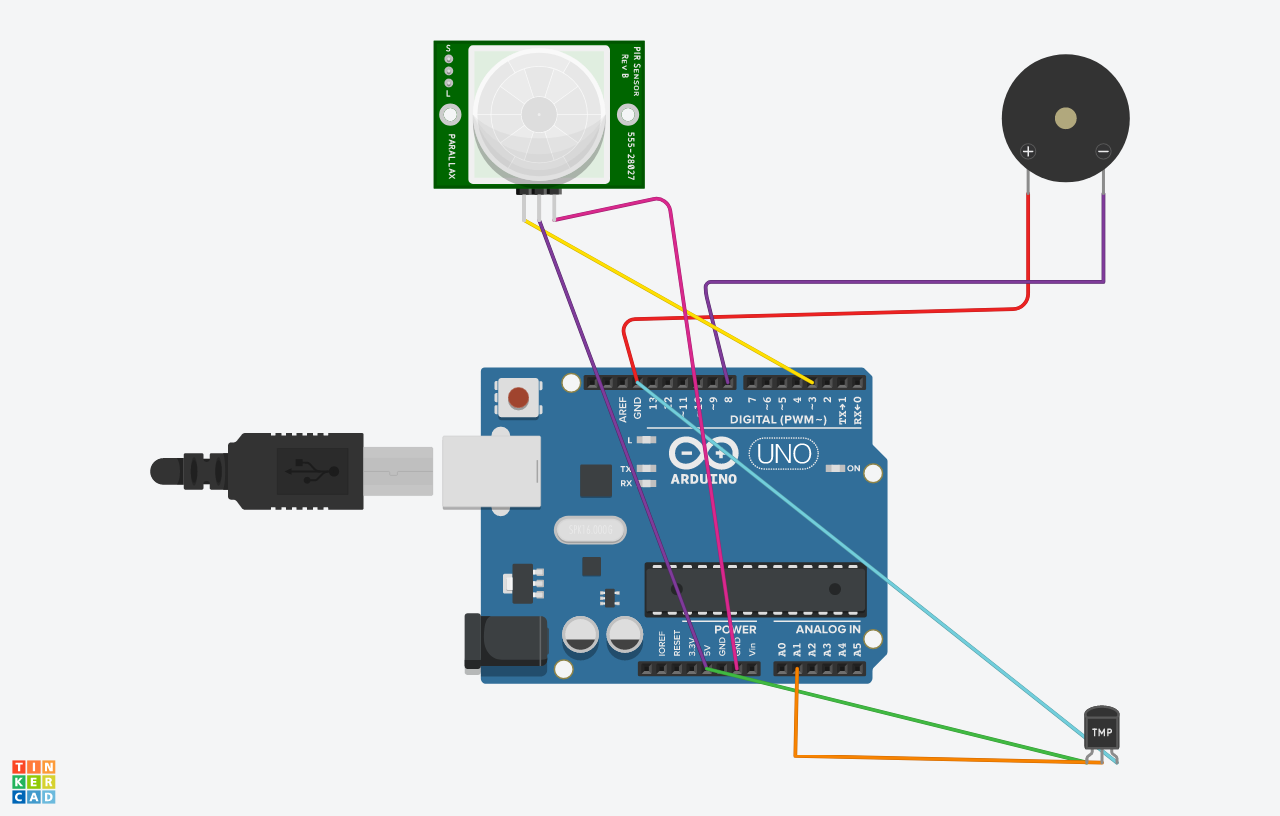 S
L
PARALLAX
PIR SENSOR
REV B
555-28027
+
−
AREF
GND
13
12
~11
~10
~9
8
7
~6
~5
4
~3
2
TX→1
RX←0
DIGITAL (PWM~)
L
TX
RX
ARDUINO
UNO
ON
POWER
ANALOG IN
IOREF
RESET
3.3V
5V
GND
GND
Vin
A0
A1
A2
A3
A4
A5
TMP
TIN
KER
CAD